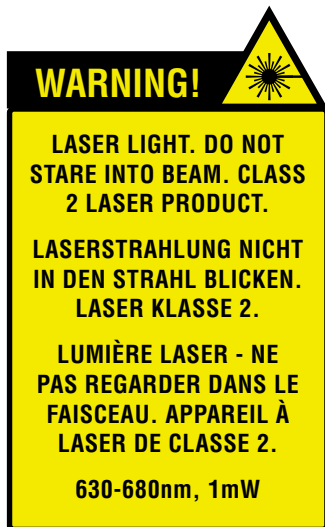 WARNING!
LASER LIGHT. DO NOT
STARE INTO BEAM. CLASS
2 LASER PRODUCT.
LASERSTRAHLUNG NICHT
IN DEN STRAHL BLICKEN.
LASER KLASSE 2.
LUMIÈRE LASER - NE
PAS REGARDER DANS LE
FAISCEAU. APPAREIL À
LASER DE CLASSE 2.
630-680nm, 1mW